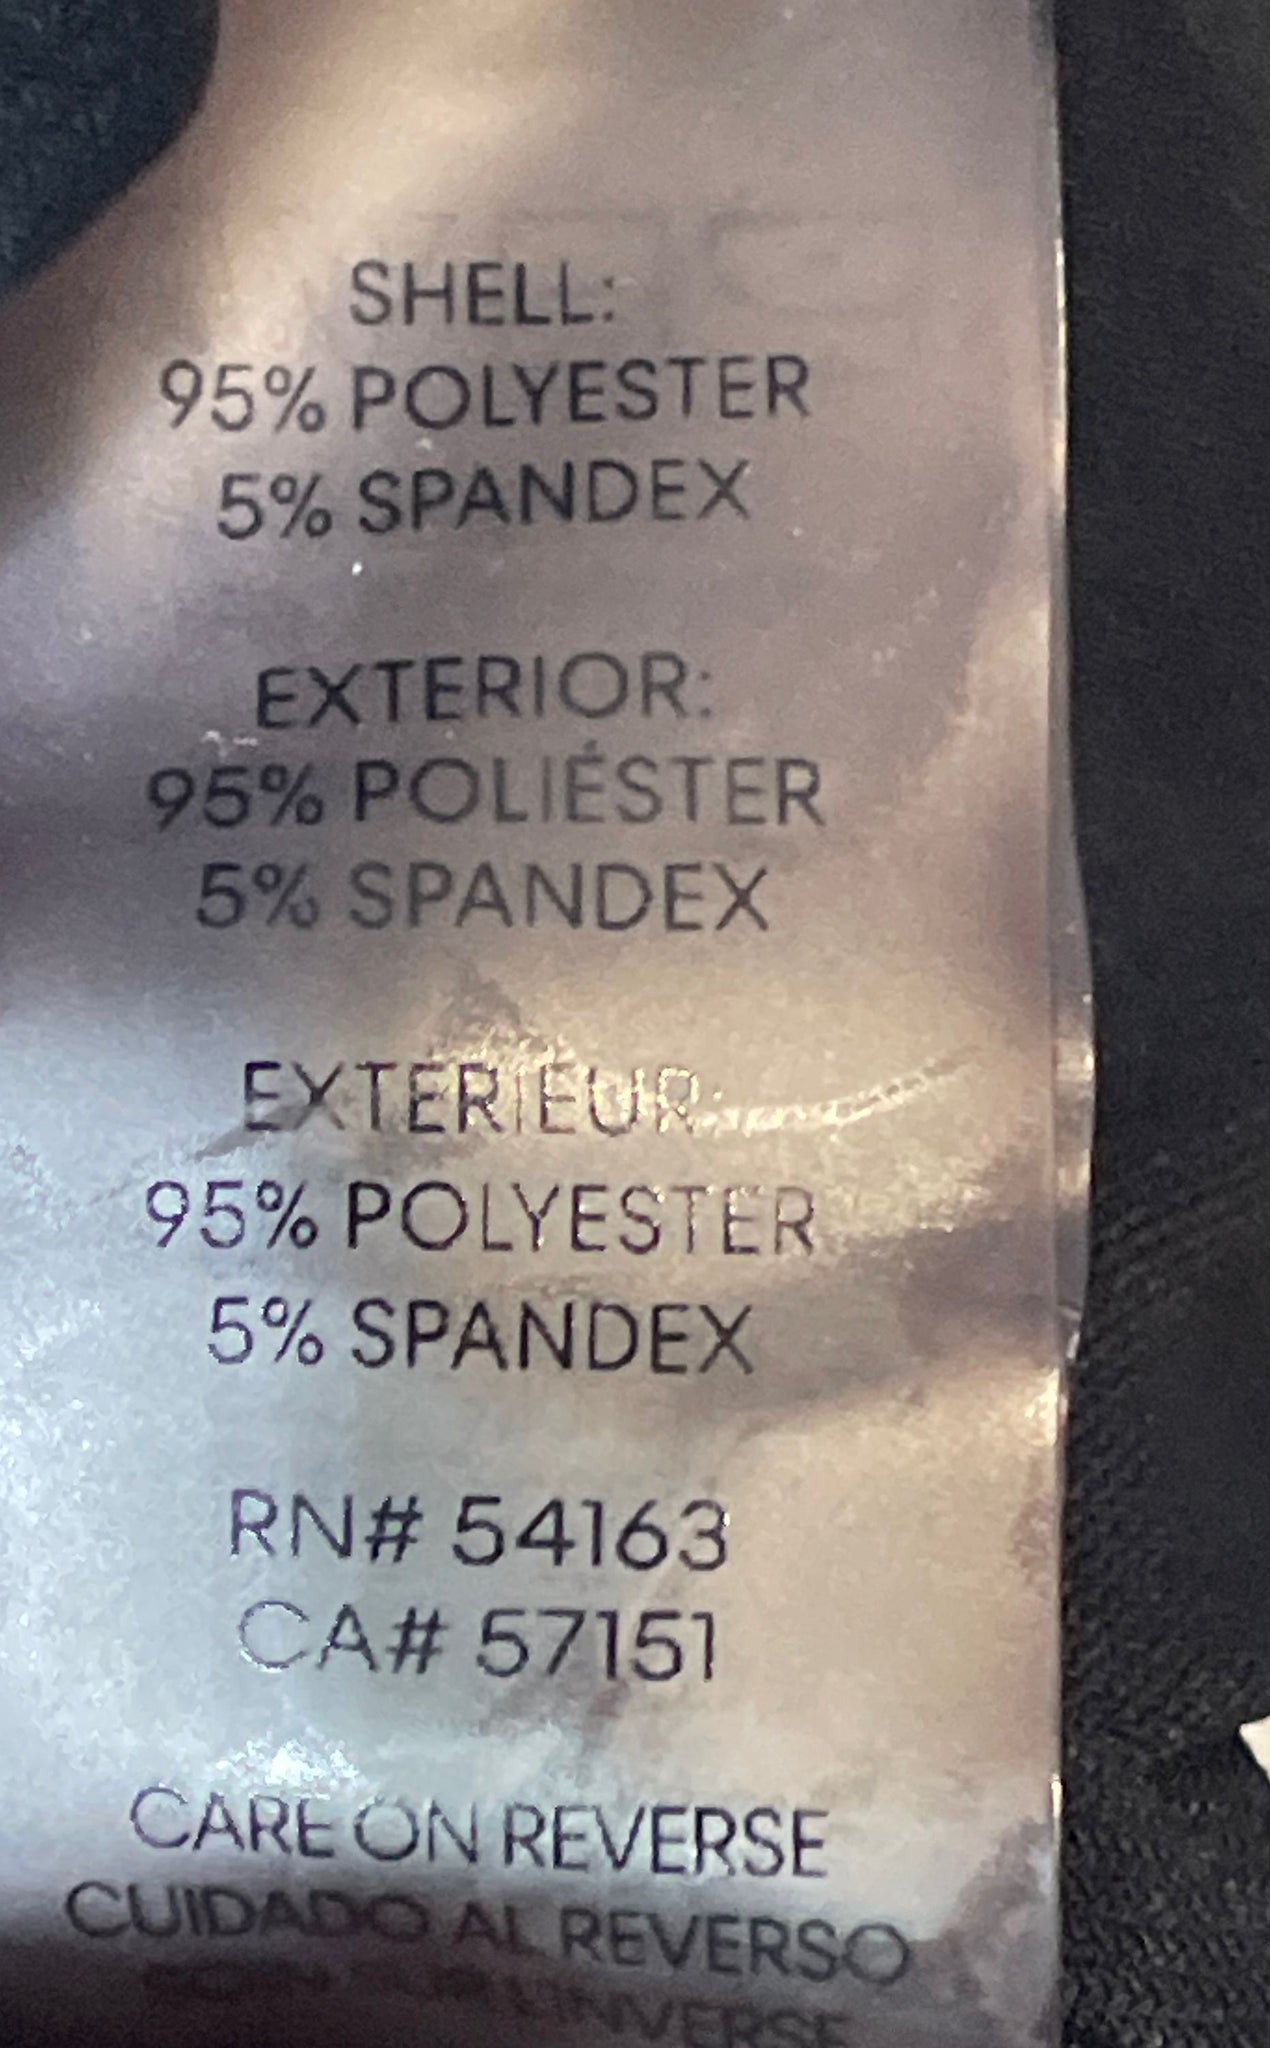 SHELL:
95% POLYESTER
5% SPANDEX
EXTERIOR:
95% POLIÉSTER
5% SPANDEX
EXTERIEUR:
95% POLYESTER
5% SPANDEX
RN# 54163
CA# 57151
CARE ON REVERSE
CUIDADO AL REVERSO